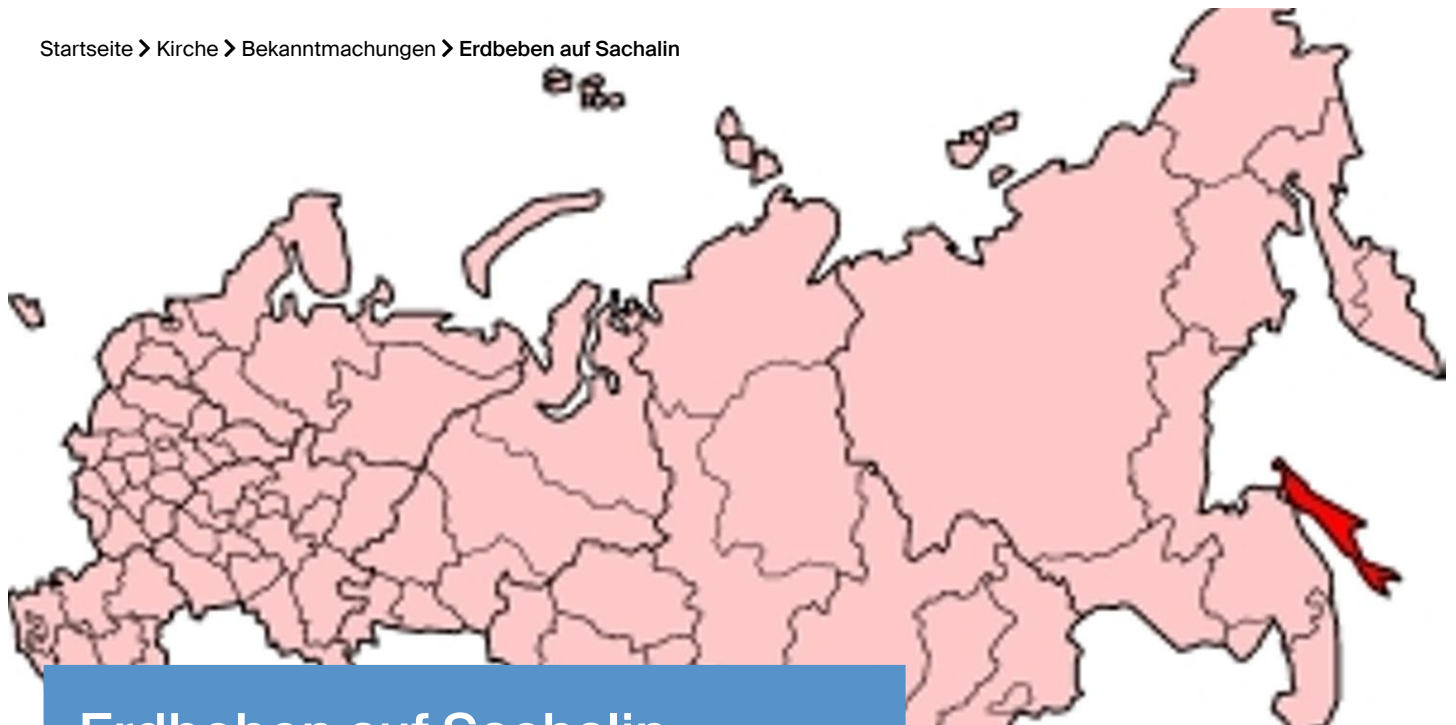 Startseite > Kirche > Bekanntmachungen > Erdbeben auf Sachalin
Erdbeben auf Sachalin